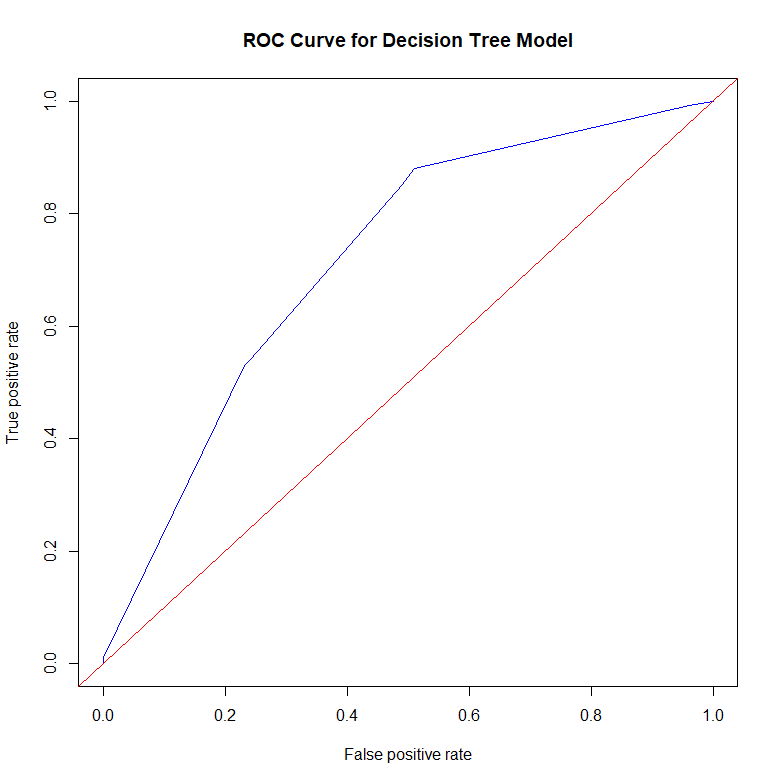 ROC Curve for Decision Tree Model
1.0
0.8
0.6
0.4
0.2
0.0
True positive rate
0.0 0.2 0.4 0.6 0.8 1.0
False positive rate